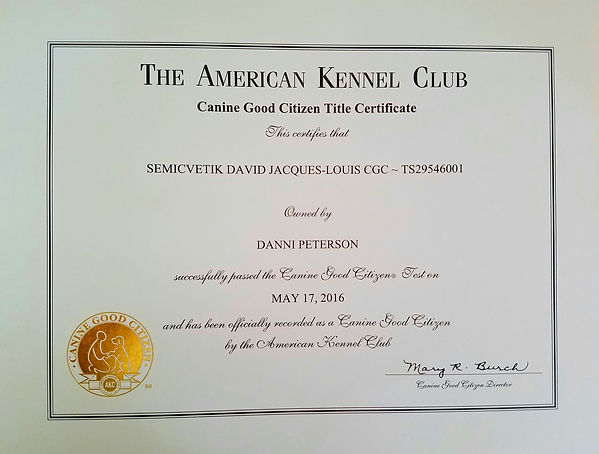 THE AMERICAN KENNEL CLUB
Canine Good Citizen Title Certificate
This certifies that
SEMICVETIK DAVID JACQUES-LOUIS CGC ~ TS29546001
Owned by
DANNI PETERSON
successfully passed the Canine Good Citizen® Test on
MAY 17, 2016
and has been officially recorded as a Canine Good Citizen
by the American Kennel Club
CANINE GOOD CITIZEN
AKC
Mary R. Burch
Canine Good Citizen Director